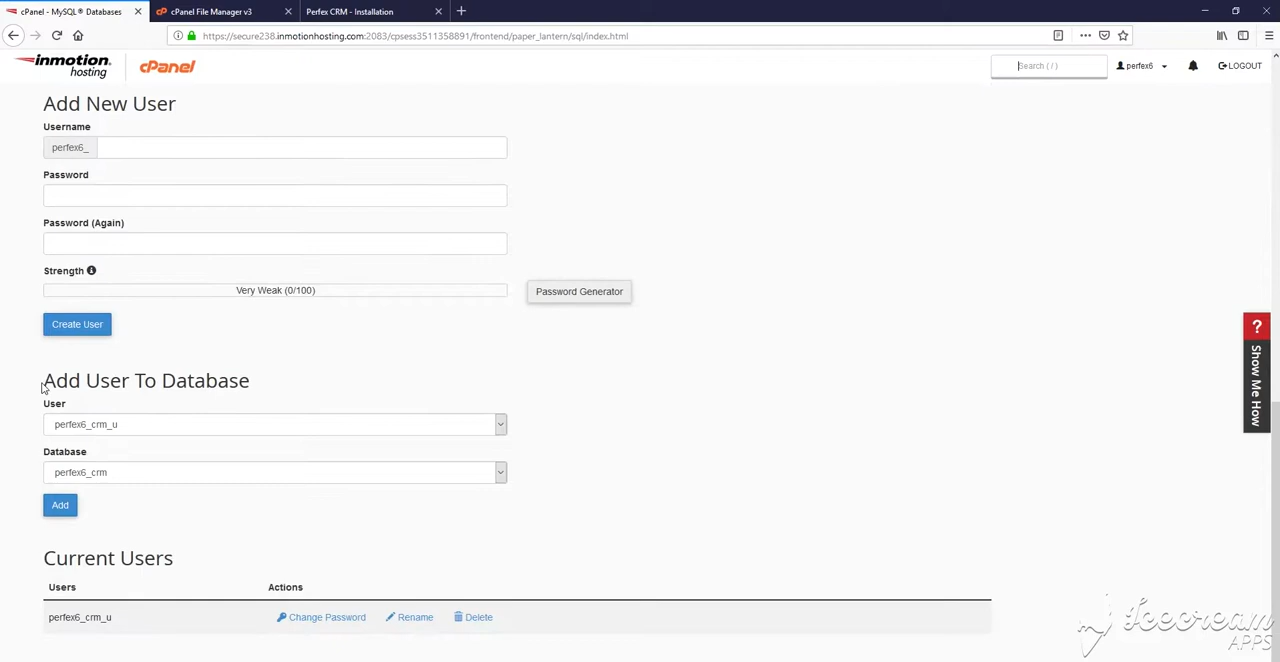 cPanel - MySQL® Databases
cPanel File Manager v3
Perfex CRM - Installation
https://secure238.inmotionhosting.com:2083/cpsess3511358891/frontend/paper_lantern/sql/index.html
inmotion hosting
cPanel
Search ( / )
perfex6
LOGOUT
Add New User
Username
perfex6_
Password
Password (Again)
Strength
Very Weak (0/100)
Password Generator
Create User
? Show Me How
Add User To Database
User
perfex6_crm_u
Database
perfex6_crm
Add
Current Users
Users Actions
perfex6_crm_u Change Password Rename Delete
Icecream
APPS